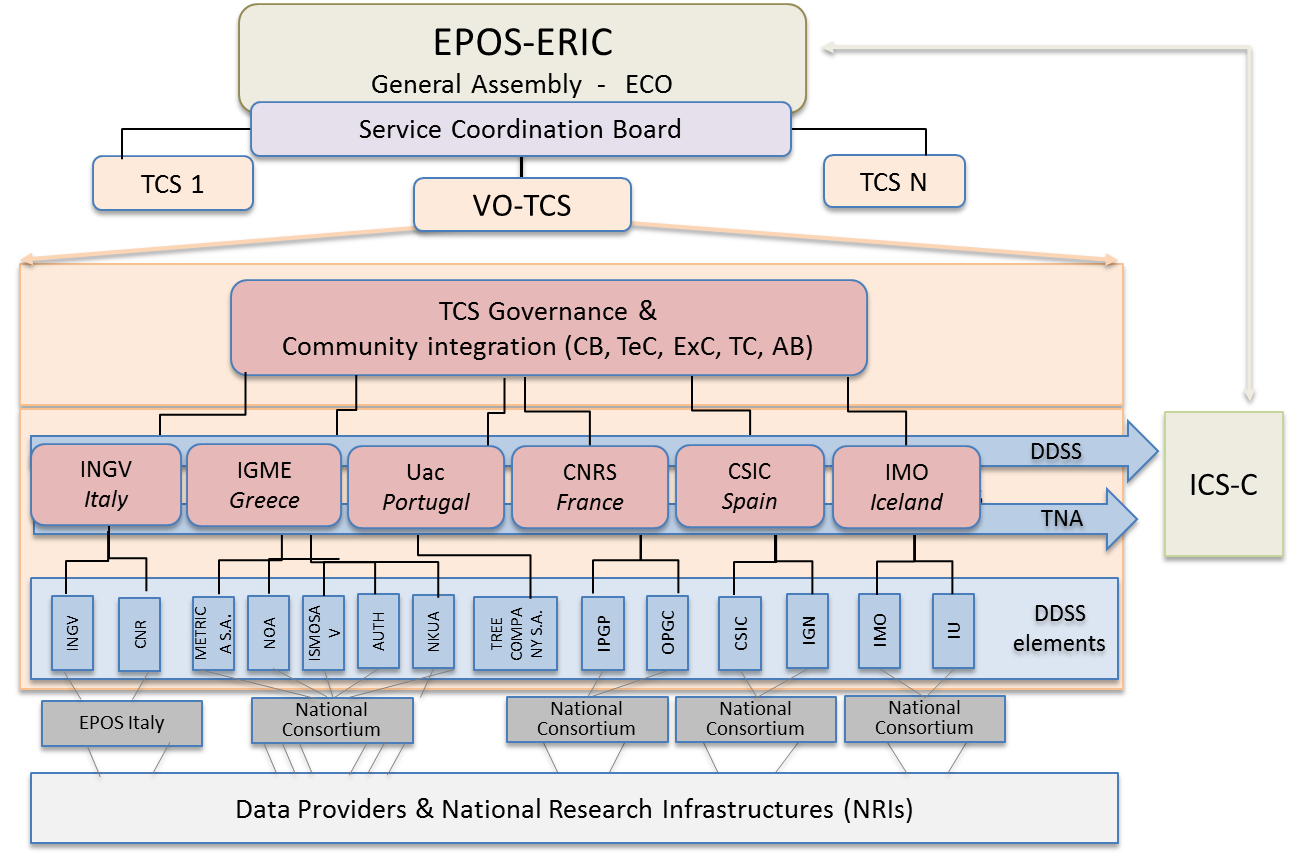 EPOS-ERIC
General Assembly - ECO
Service Coordination Board
TCS 1
VO-TCS
TCS N
TCS Governance &
Community integration (CB, TeC, ExC, TC, AB)
DDSS
INGV
Italy
IGME
Greece
Uac
Portugal
CNRS
France
CSIC
Spain
IMO
Iceland
TNA
ICS-C
INGV
CNR
METRIC
A S.A.
NOA
ISMOSA
V
AUTH
NKUA
TREE
COMPA
NY S.A.
IPGP
OPGC
CSIC
IGN
IMO
IU
DDSS
elements
EPOS Italy
National
Consortium
National
Consortium
National
Consortium
National
Consortium
Data Providers & National Research Infrastructures (NRIs)